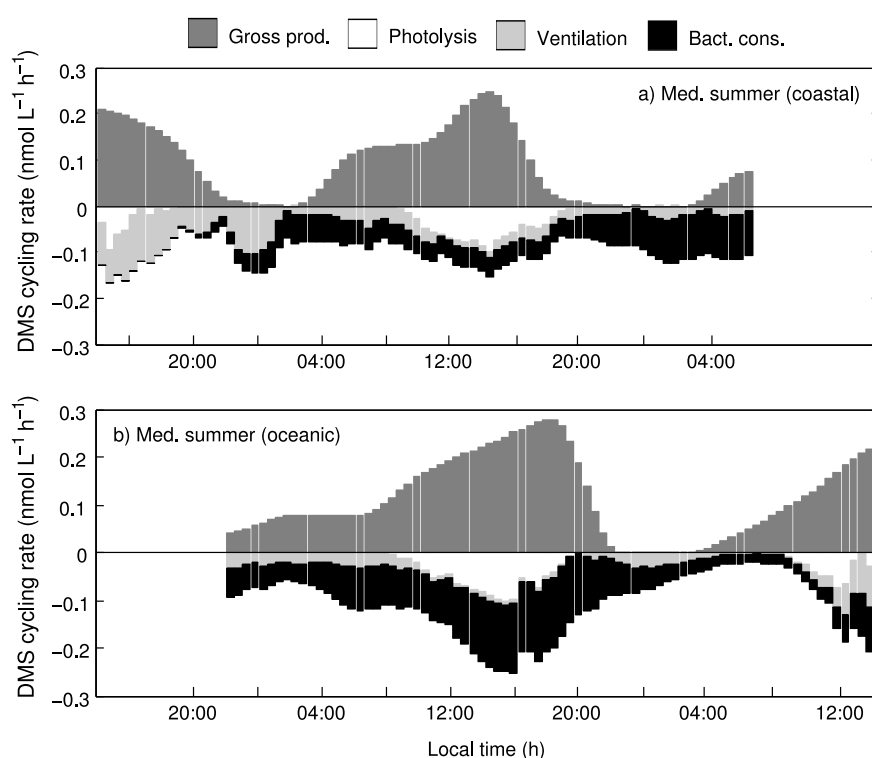 Gross prod. Photolysis Ventilation Bact. cons.
a) Med. summer (coastal)
DMS cycling rate (nmol L⁻¹ h⁻¹)
0.3
0.2
0.1
0
−0.1
−0.2
−0.3
20:00 04:00 12:00 20:00 04:00
b) Med. summer (oceanic)
DMS cycling rate (nmol L⁻¹ h⁻¹)
0.3
0.2
0.1
0
−0.1
−0.2
−0.3
20:00 04:00 12:00 20:00 04:00 12:00
Local time (h)